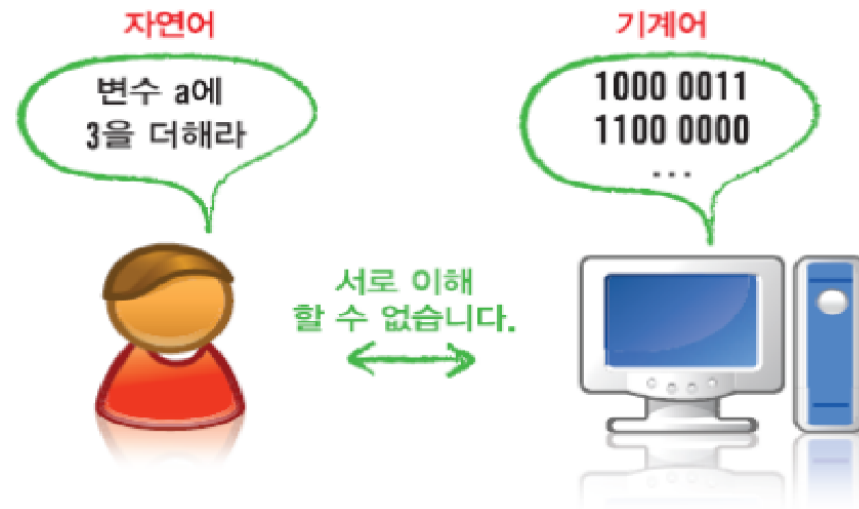 자연어
변수 a에
3을 더해라
기계어
1000 0011
1100 0000
...
서로 이해
할 수 없습니다.